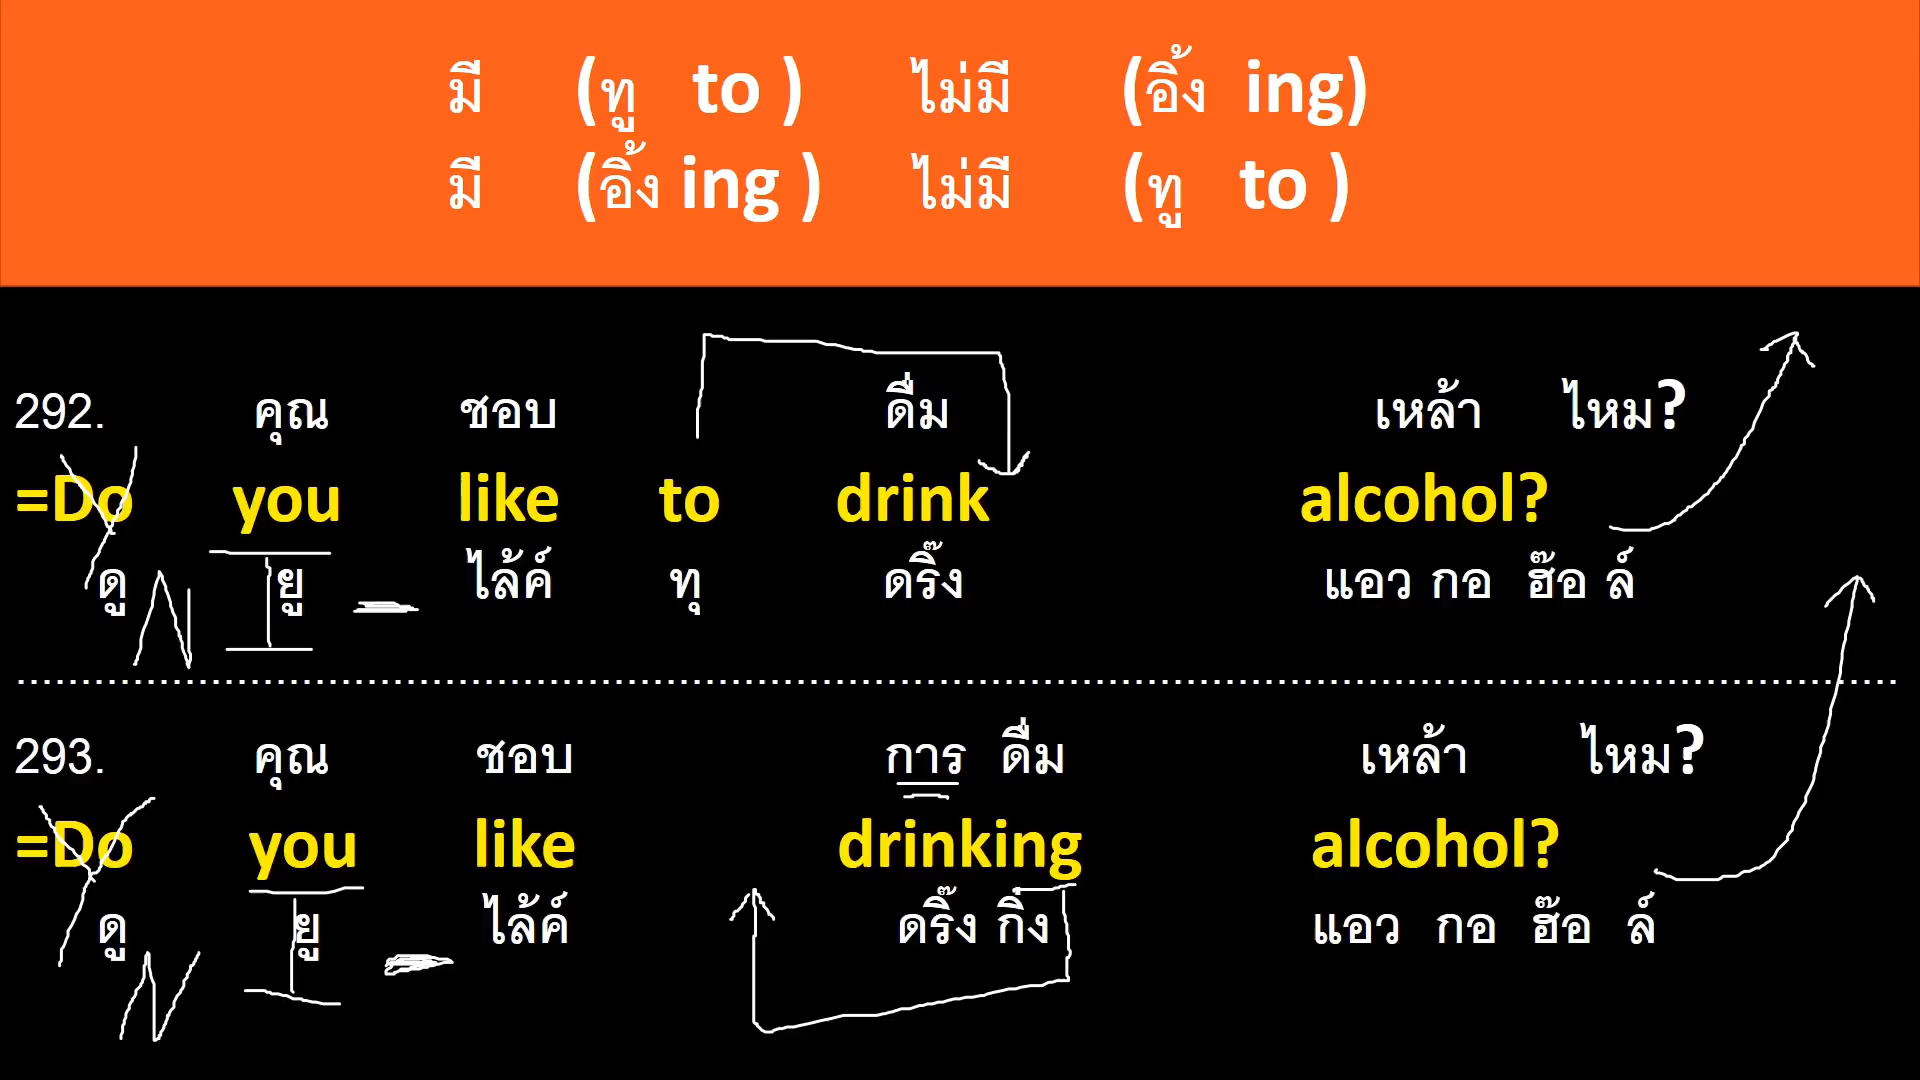 มี (ทู to ) ไม่มี (อิ้ง ing)
มี (อิ้ง ing ) ไม่มี (ทู to )
292. คุณ ชอบ ดื่ม เหล้า ไหม?
=Do you like to drink alcohol?
ดู ยู ไล้ค์ ทุ ดริ๊ง แอว กอ ฮ๊อ ล์
293. คุณ ชอบ การ ดื่ม เหล้า ไหม?
=Do you like drinking alcohol?
ดู ยู ไล้ค์ ดริ๊ง กิ้ง แอว กอ ฮ๊อ ล์